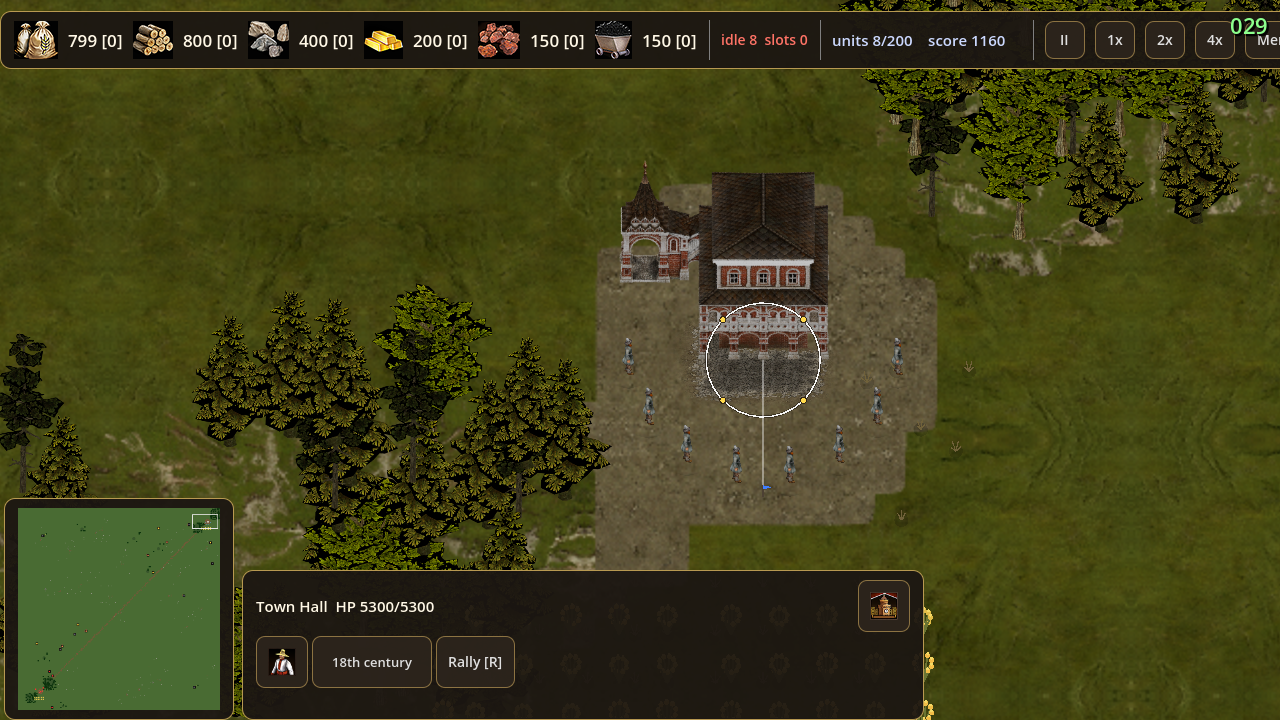 799 [0] 800 [0] 400 [0] 200 [0] 150 [0] 150 [0] idle 8 slots 0 units 8/200 score 1160 II 1x 2x 4x
029
Town Hall HP 5300/5300
18th century Rally [R]